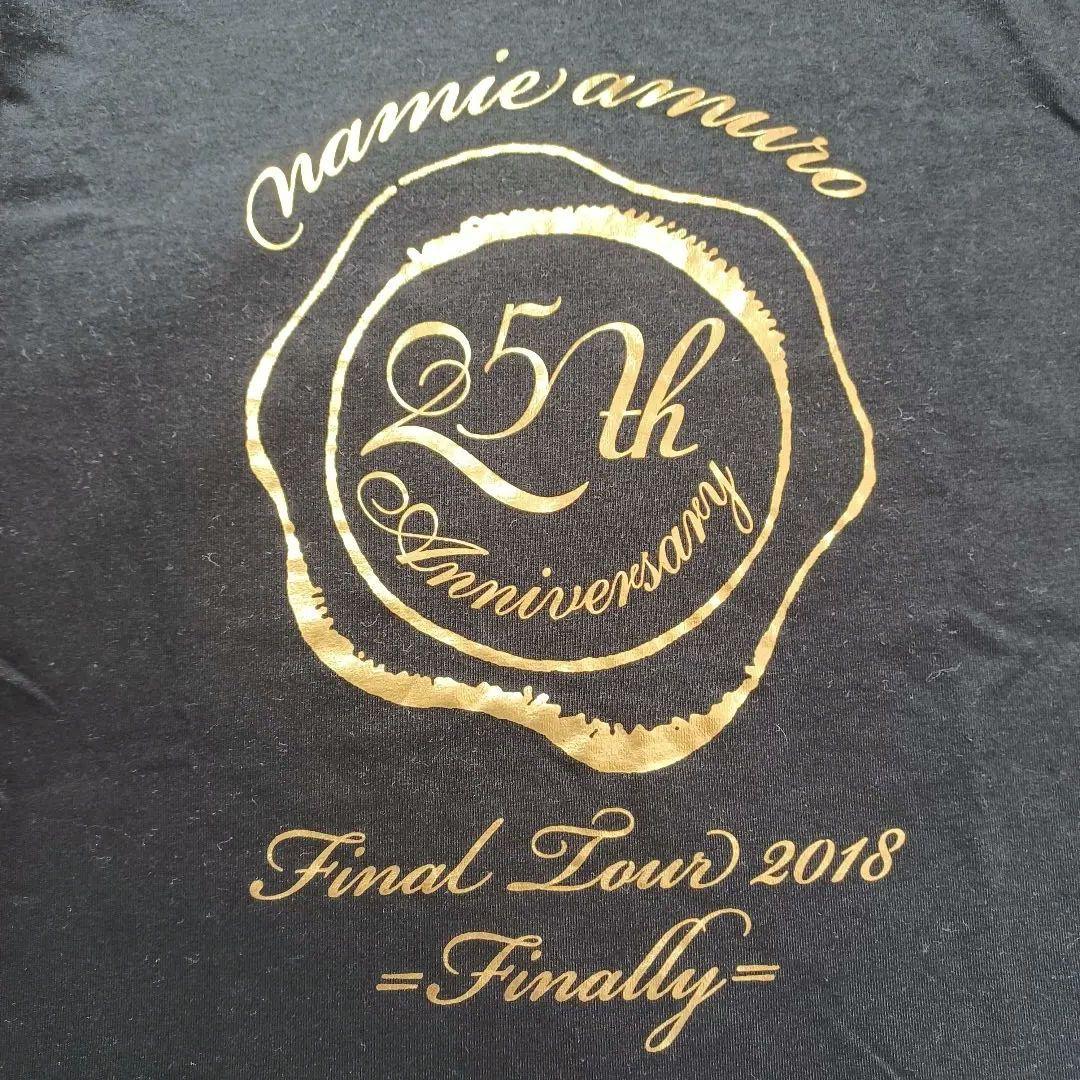 namie amuro
25th
Anniversary
Final Tour 2018
=Finally=